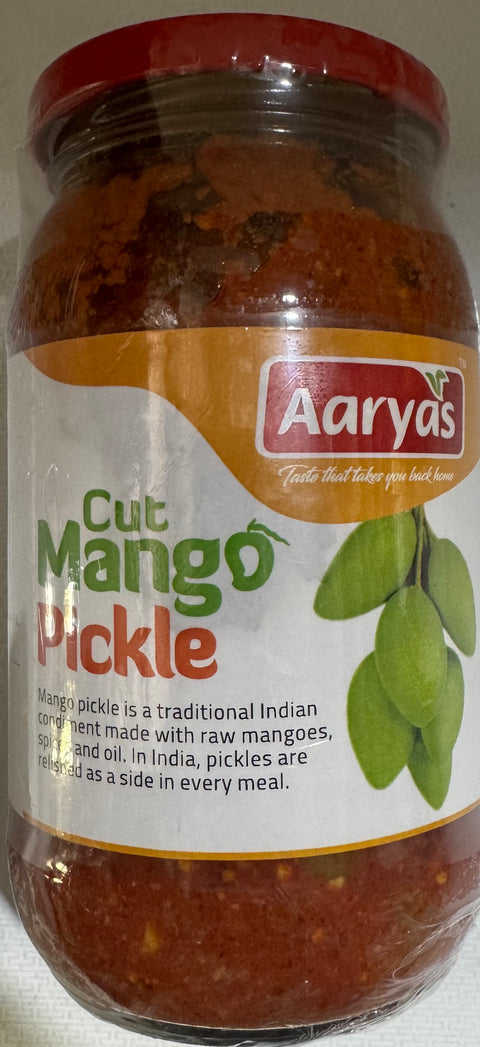 Aaryas
TM
Taste that takes you back home
Cut
Mango
Pickle
Mango pickle is a traditional Indian
condiment made with raw mangoes,
spices and oil. In India, pickles are
relished as a side in every meal.